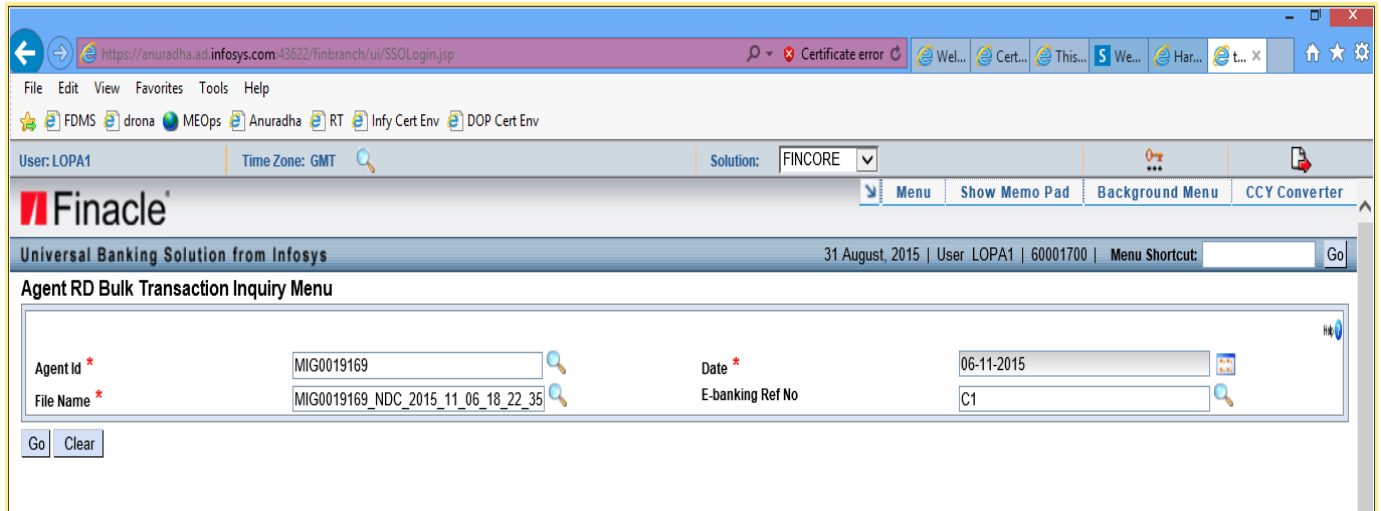 https://anuradha.ad.infosys.com:43622/finbranch/ui/SSOLogin.jsp Certificate error Wel... Cert... This... S We... Har... t... X
File Edit View Favorites Tools Help
FDMS drona MEOps Anuradha RT Infy Cert Env DOP Cert Env
User: LOPA1 Time Zone: GMT Solution: FINCORE
Menu Show Memo Pad Background Menu CCY Converter
Finacle
Universal Banking Solution from Infosys 31 August, 2015 | User LOPA1 | 60001700 | Menu Shortcut: Go
Agent RD Bulk Transaction Inquiry Menu
Help
Agent Id * MIG0019169 Date * 06-11-2015
File Name * MIG0019169_NDC_2015_11_06_18_22_35 E-banking Ref No C1
Go Clear